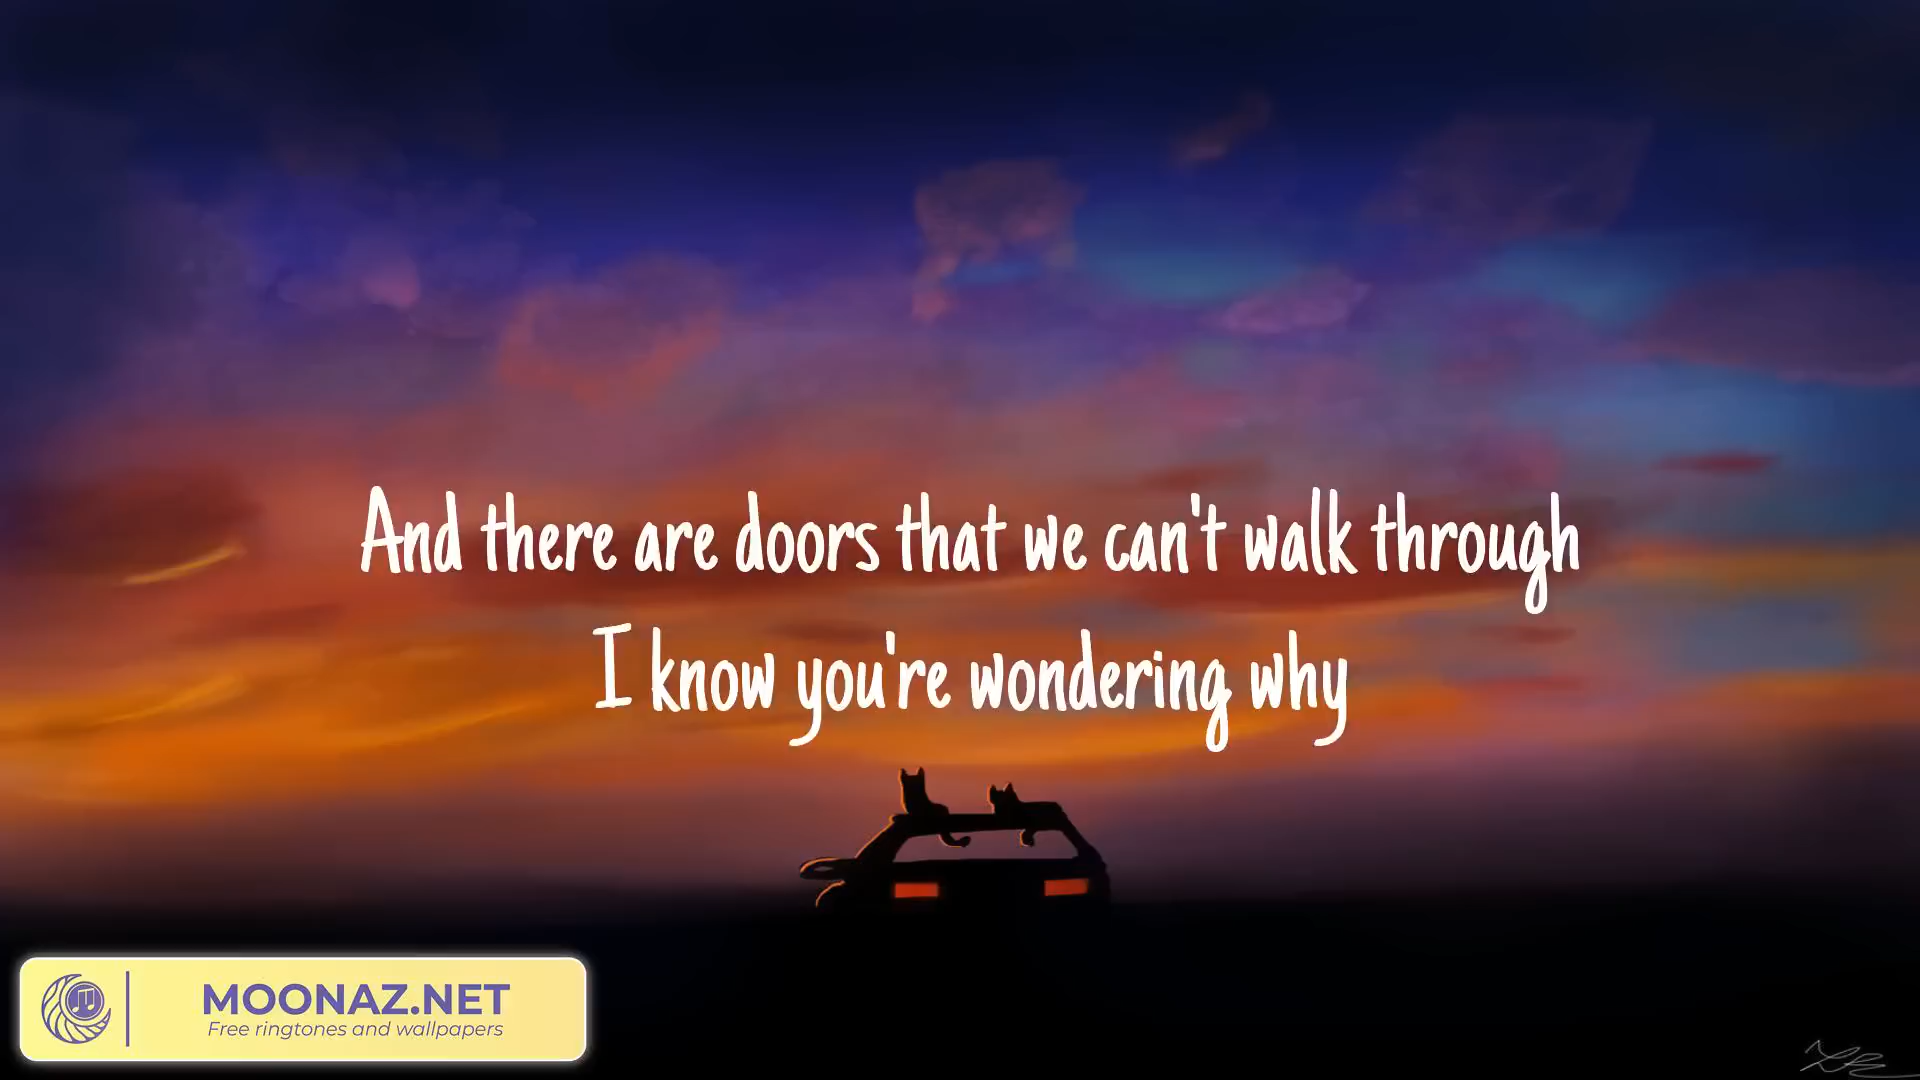 And there are doors that we can't walk through
I know you're wondering why
MOONAZ.NET
Free ringtones and wallpapers